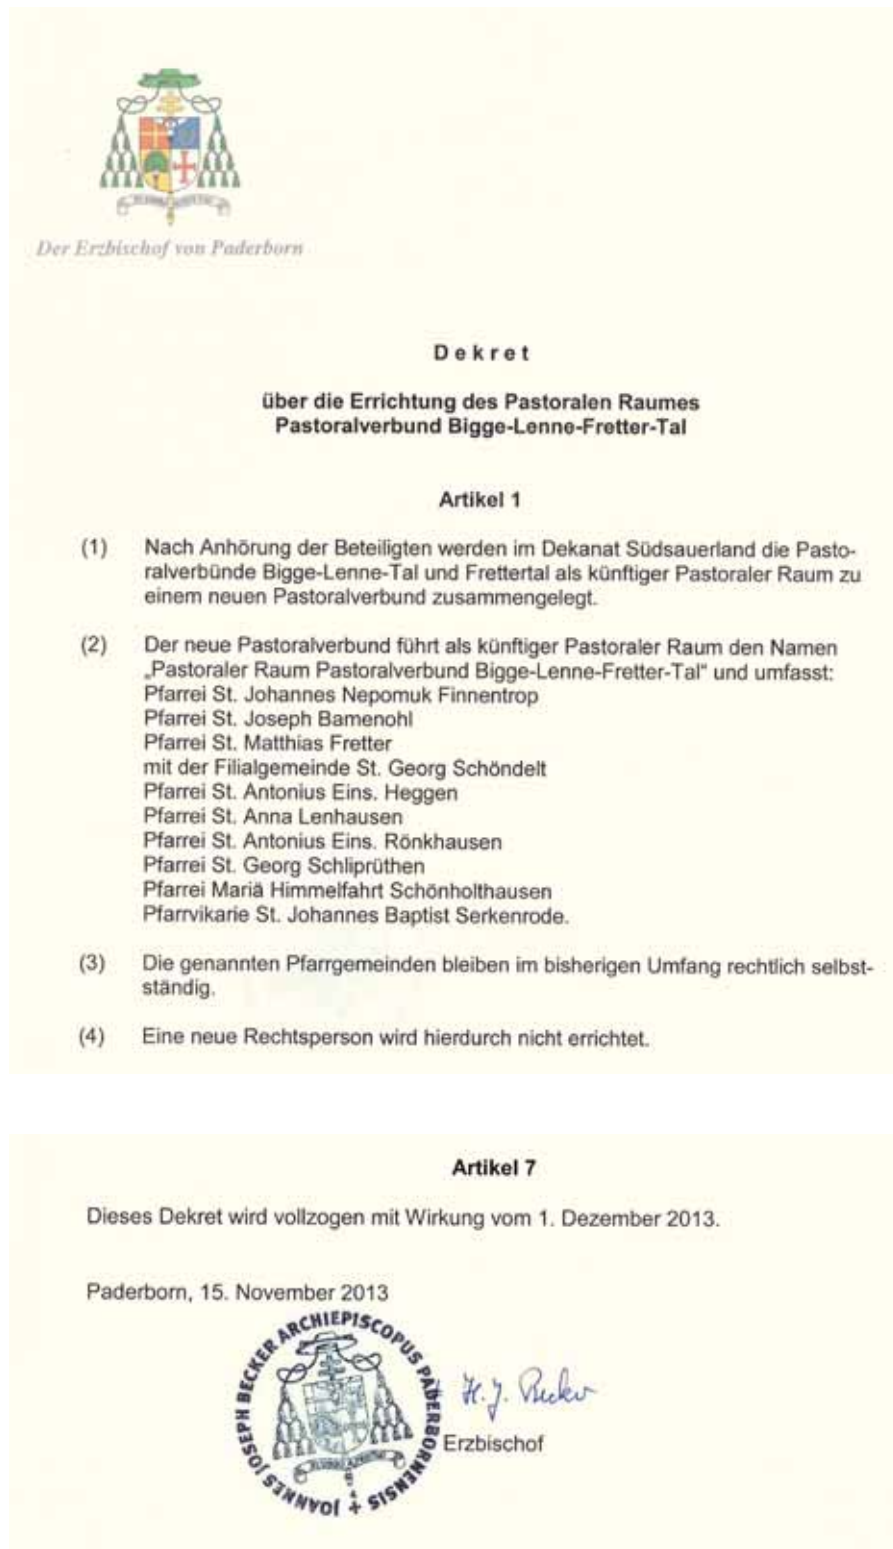 Der Erzbischof von Paderborn
Dekret
über die Errichtung des Pastoralen Raumes
Pastoralverbund Bigge-Lenne-Fretter-Tal
Artikel 1
(1) Nach Anhörung der Beteiligten werden im Dekanat Südsauerland die Pasto-
ralverbünde Bigge-Lenne-Tal und Frettertal als künftiger Pastoraler Raum zu
einem neuen Pastoralverbund zusammengelegt.
(2) Der neue Pastoralverbund führt als künftiger Pastoraler Raum den Namen
„Pastoraler Raum Pastoralverbund Bigge-Lenne-Fretter-Tal“ und umfasst:
Pfarrei St. Johannes Nepomuk Finnentrop
Pfarrei St. Joseph Bamenohl
Pfarrei St. Matthias Fretter
mit der Filialgemeinde St. Georg Schöndelt
Pfarrei St. Antonius Eins. Heggen
Pfarrei St. Anna Lenhausen
Pfarrei St. Antonius Eins. Rönkhausen
Pfarrei St. Georg Schliprüthen
Pfarrei Mariä Himmelfahrt Schönholthausen
Pfarrvikarie St. Johannes Baptist Serkenrode.
(3) Die genannten Pfarrgemeinden bleiben im bisherigen Umfang rechtlich selbst-
ständig.
(4) Eine neue Rechtsperson wird hierdurch nicht errichtet.
Artikel 7
Dieses Dekret wird vollzogen mit Wirkung vom 1. Dezember 2013.
Paderborn, 15. November 2013
JOANNES JOSEPH BECKER ARCHIEPISCOPUS PADERBORNENSIS
H. J. Becker
Erzbischof